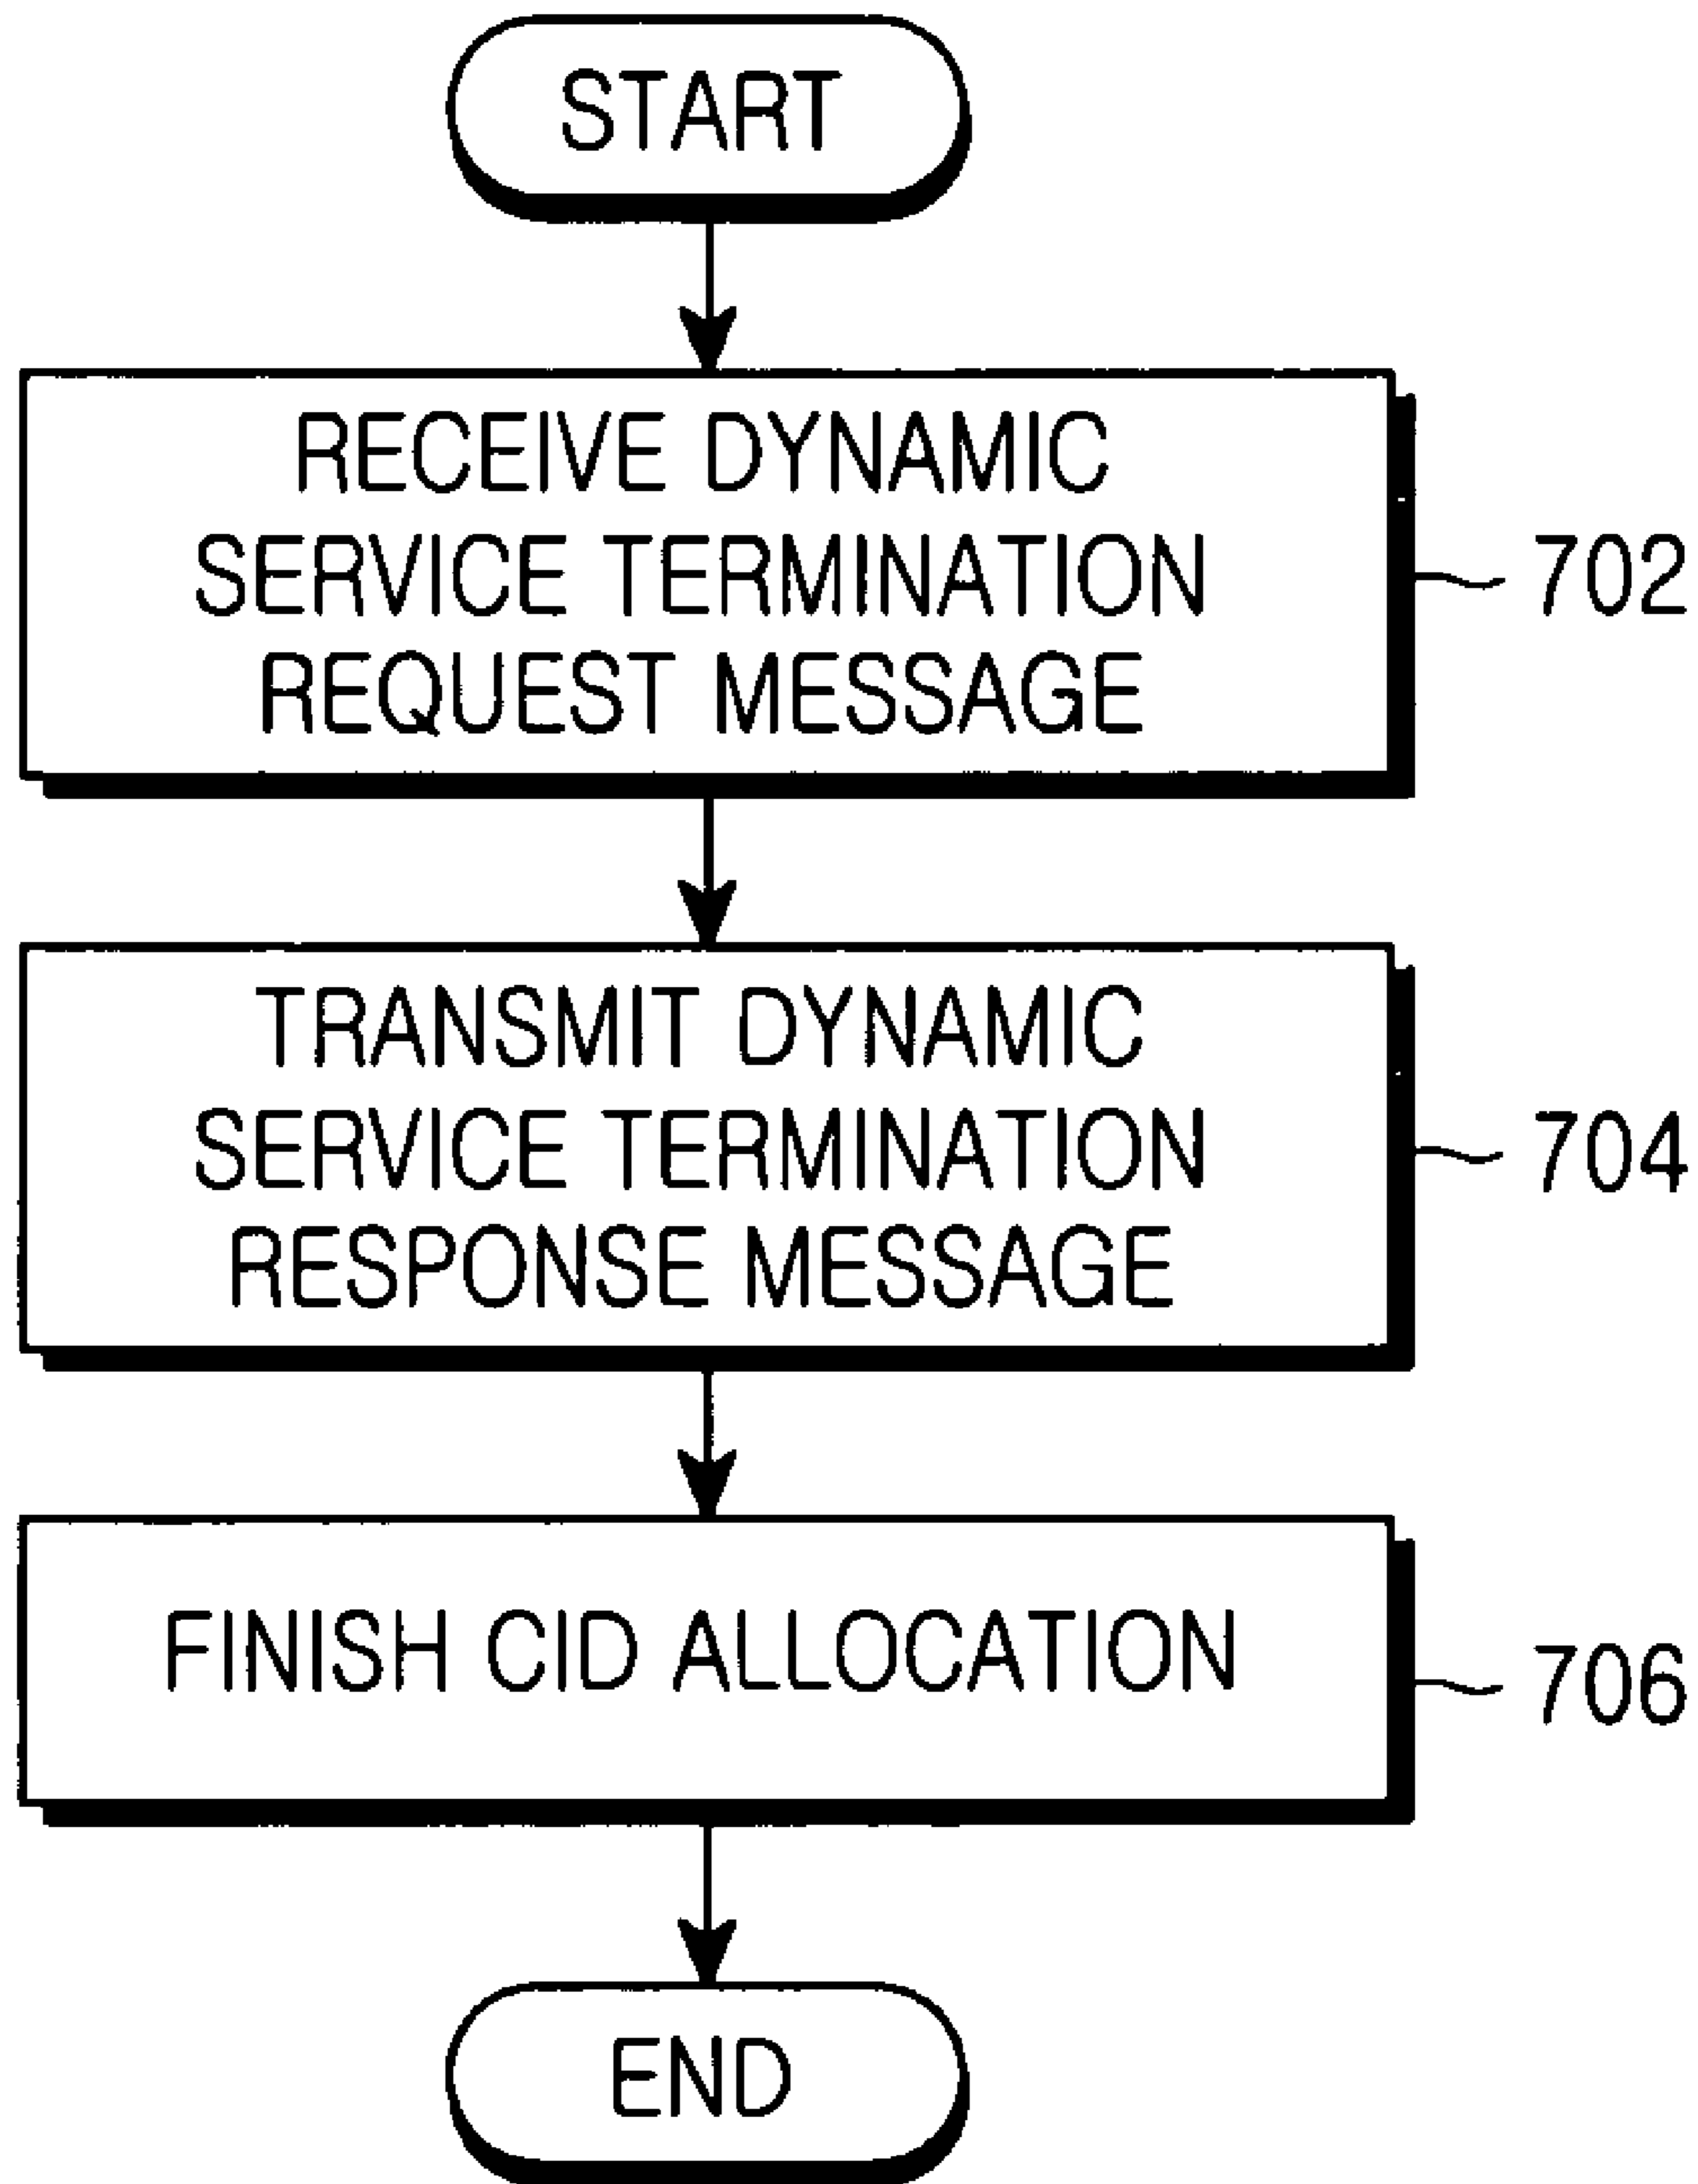 START
RECEIVE DYNAMIC
SERVICE TERMINATION
REQUEST MESSAGE
702
TRANSMIT DYNAMIC
SERVICE TERMINATION
RESPONSE MESSAGE
704
FINISH CID ALLOCATION
706
END